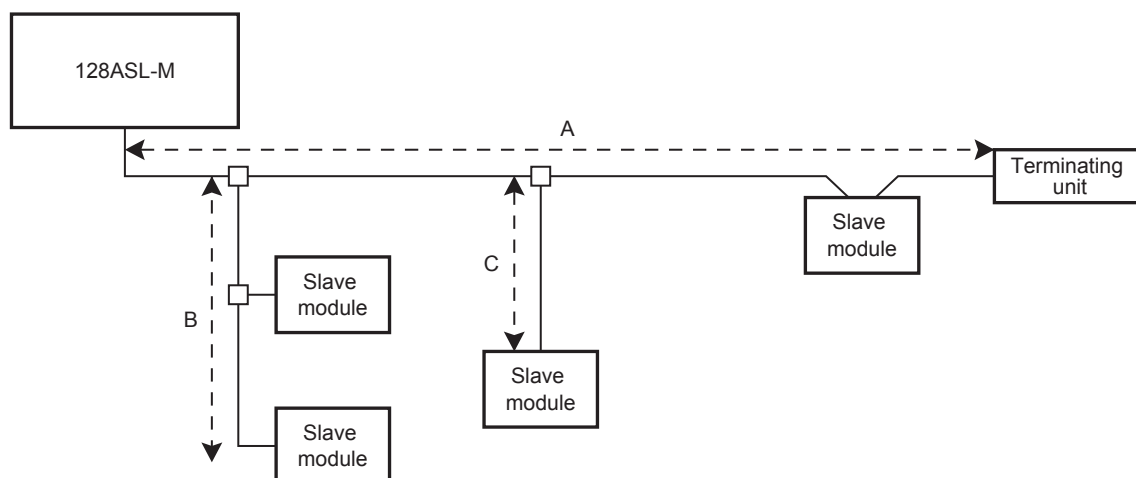 128ASL-M
A
Terminating
unit
Slave
module
C
Slave
module
B
Slave
module
Slave
module